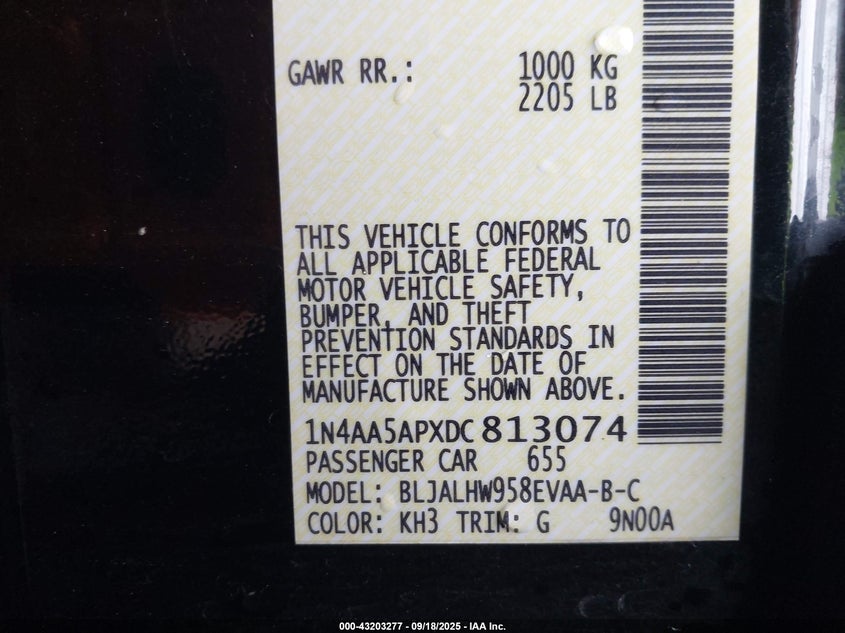 GAWR RR.: 1000 KG
2205 LB
THIS VEHICLE CONFORMS TO
ALL APPLICABLE FEDERAL
MOTOR VEHICLE SAFETY,
BUMPER, AND THEFT
PREVENTION STANDARDS IN
EFFECT ON THE DATE OF
MANUFACTURE SHOWN ABOVE.
1N4AA5APXDC813074
PASSENGER CAR 655
MODEL: BLJALHW958EVAA-B-C
COLOR: KH3 TRIM: G 9N00A
000-43203277 - 09/18/2025 - IAA Inc.